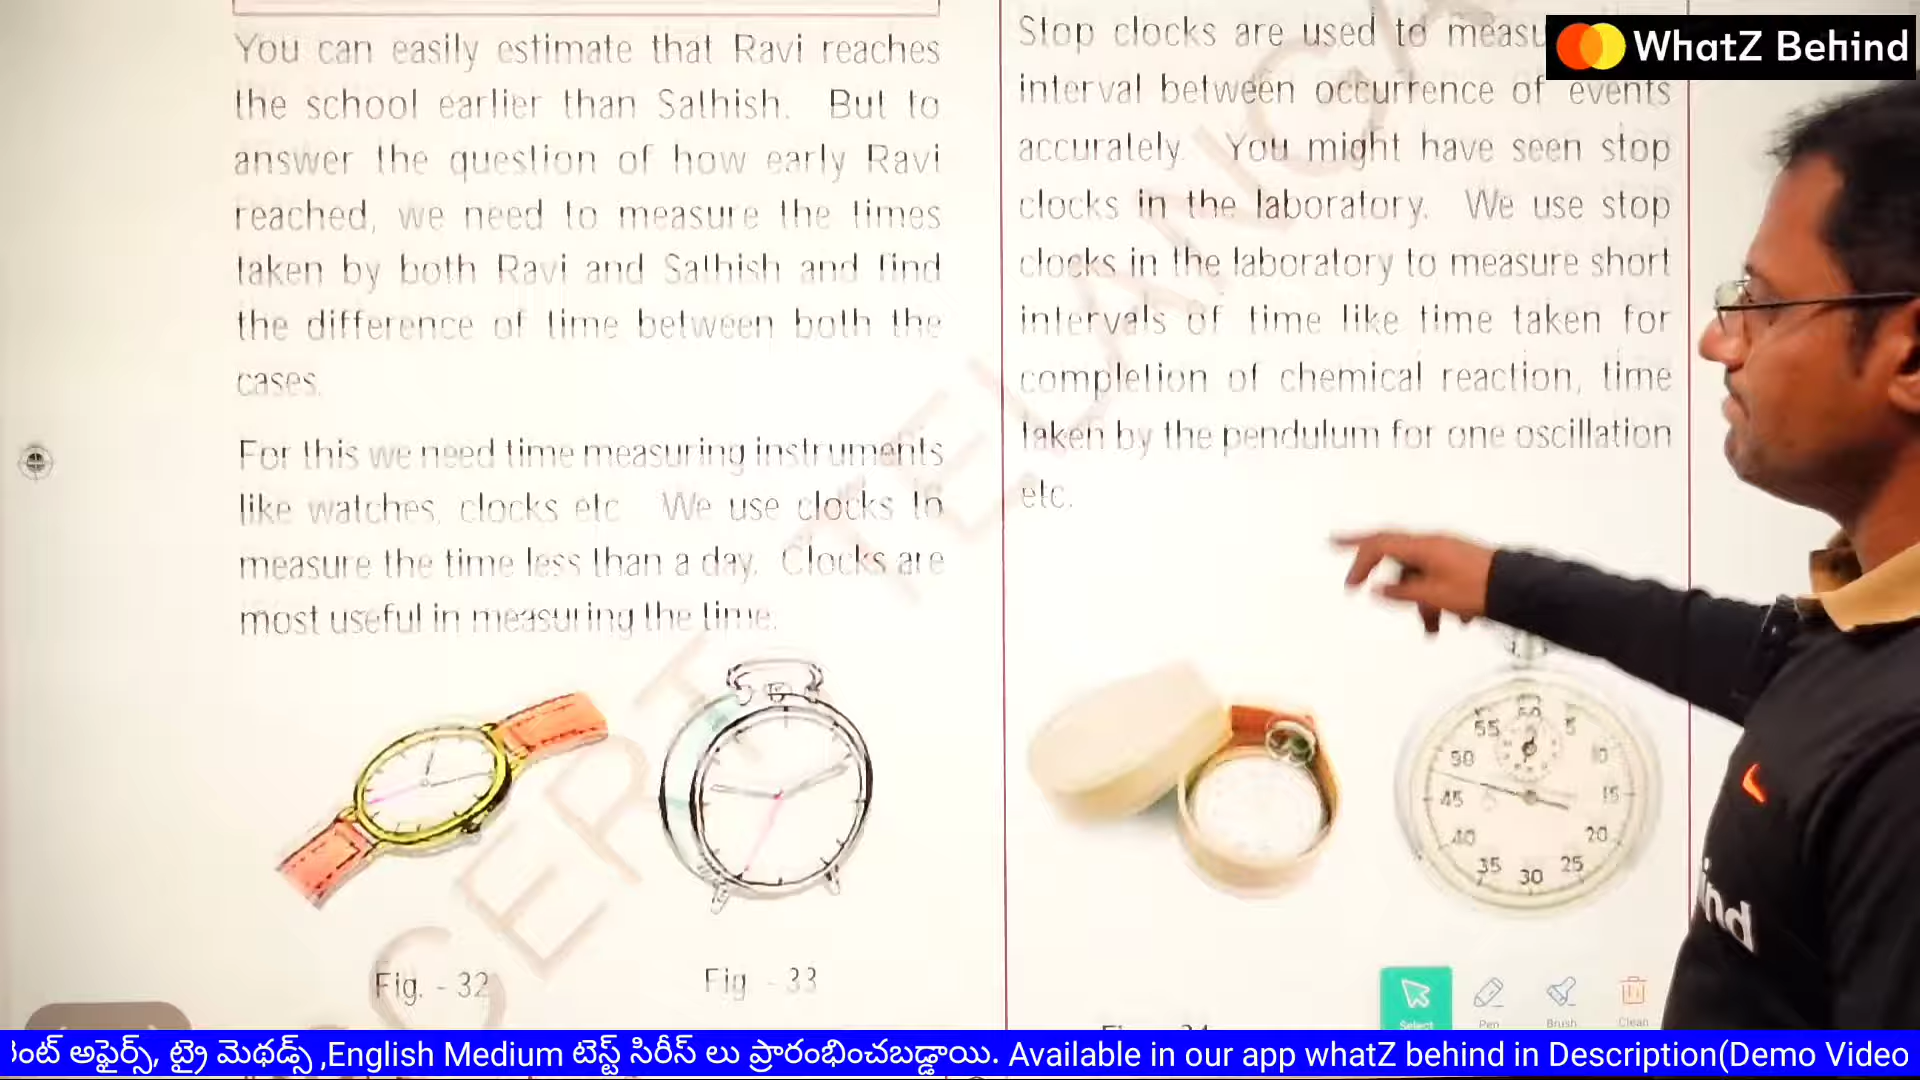 You can easily estimate that Ravi reaches
the school earlier than Sathish. But to
answer the question of how early Ravi
reached, we need to measure the times
taken by both Ravi and Sathish and find
the difference of time between both the
cases.
For this we need time measuring instruments
like watches, clocks etc. We use clocks to
measure the time less than a day. Clocks are
most useful in measuring the time.
Fig. - 32
Fig - 33
Stop clocks are used to
interval between occurrence of events
accurately. You might have seen stop
clocks in the laboratory. We use stop
clocks in the laboratory to measure short
intervals of time like time taken for
completion of chemical reaction, time
taken by the pendulum for one oscillation
etc.
55 60 5
50 10
45 15
40 20
35 30 25
WhatZ Behind
SCERT TELANGA
Select Pen Brush Clean
అఫైర్స్, ట్రై మెథడ్స్ ,English Medium టెస్ట్ సిరీస్ లు ప్రారంభించబడ్డాయి. Available in our app whatZ behind in Description(Demo Video